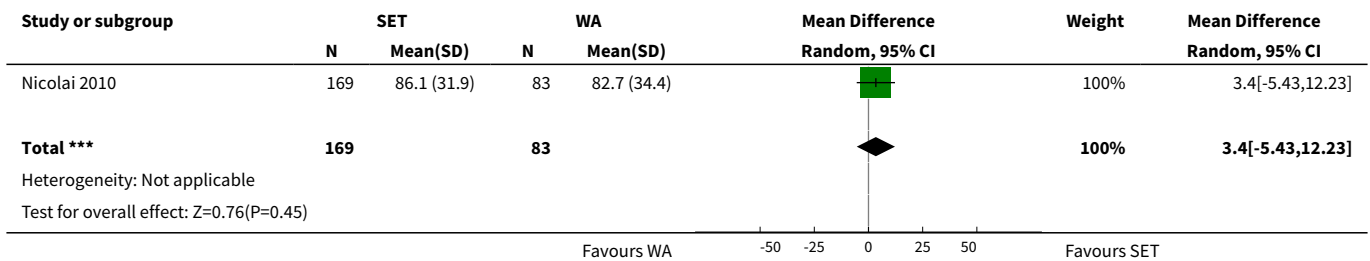 Study or subgroup SET WA Mean Difference Weight Mean Difference
N Mean(SD) N Mean(SD) Random, 95% CI Random, 95% CI
Nicolai 2010 169 86.1 (31.9) 83 82.7 (34.4) 100% 3.4[-5.43,12.23]
Total *** 169 83 100% 3.4[-5.43,12.23]
Heterogeneity: Not applicable
Test for overall effect: Z=0.76(P=0.45)
Favours WA -50 -25 0 25 50 Favours SET